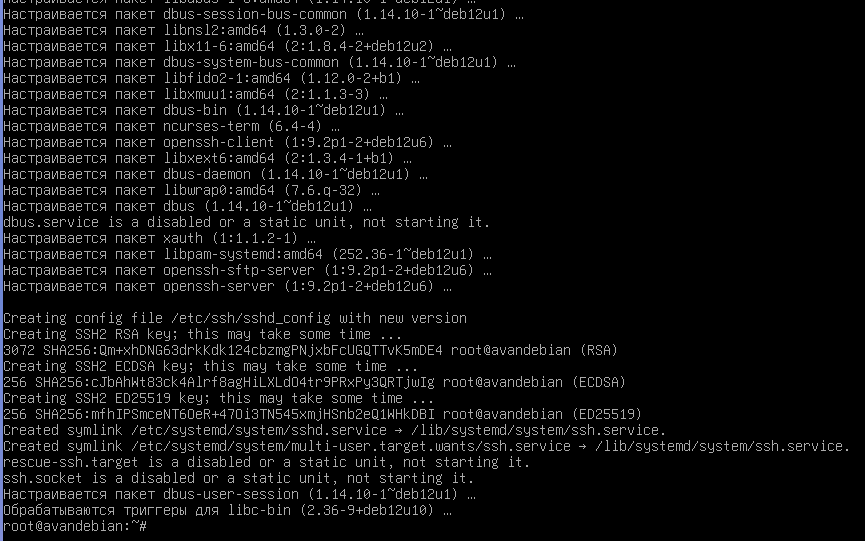 Настраивается пакет dbus-session-bus-common (1.14.10-1~deb12u1) …
Настраивается пакет libnsl2:amd64 (1.3.0-2) …
Настраивается пакет libx11-6:amd64 (2:1.8.4-2+deb12u2) …
Настраивается пакет dbus-system-bus-common (1.14.10-1~deb12u1) …
Настраивается пакет libfido2-1:amd64 (1.12.0-2+b1) …
Настраивается пакет libxmuu1:amd64 (2:1.1.3-3) …
Настраивается пакет dbus-bin (1.14.10-1~deb12u1) …
Настраивается пакет ncurses-term (6.4-4) …
Настраивается пакет openssh-client (1:9.2p1-2+deb12u6) …
Настраивается пакет libxext6:amd64 (2:1.3.4-1+b1) …
Настраивается пакет dbus-daemon (1.14.10-1~deb12u1) …
Настраивается пакет libwrap0:amd64 (7.6.q-32) …
Настраивается пакет dbus (1.14.10-1~deb12u1) …
dbus.service is a disabled or a static unit, not starting it.
Настраивается пакет xauth (1:1.1.2-1) …
Настраивается пакет libpam-systemd:amd64 (252.36-1~deb12u1) …
Настраивается пакет openssh-sftp-server (1:9.2p1-2+deb12u6) …
Настраивается пакет openssh-server (1:9.2p1-2+deb12u6) …
Creating config file /etc/ssh/sshd_config with new version
Creating SSH2 RSA key; this may take some time ...
3072 SHA256:Qm+xhDNG63drkKdk124cbzmgPNjxbFcUGQTTvK5mDE4 root@avandebian (RSA)
Creating SSH2 ECDSA key; this may take some time ...
256 SHA256:cJbAhWt83ck4Alrf8agHiLXLdO4tr9PRxPy3QRTjwIg root@avandebian (ECDSA)
Creating SSH2 ED25519 key; this may take some time ...
256 SHA256:mfhIPSmceNT6OeR+47Oi3TN545xmjHSnb2eQ1WHkDBI root@avandebian (ED25519)
Created symlink /etc/systemd/system/sshd.service → /lib/systemd/system/ssh.service.
Created symlink /etc/systemd/system/multi-user.target.wants/ssh.service → /lib/systemd/system/ssh.service.
rescue-ssh.target is a disabled or a static unit, not starting it.
ssh.socket is a disabled or a static unit, not starting it.
Настраивается пакет dbus-user-session (1.14.10-1~deb12u1) …
Обрабатываются триггеры для libc-bin (2.36-9+deb12u10) …
root@avandebian:~#